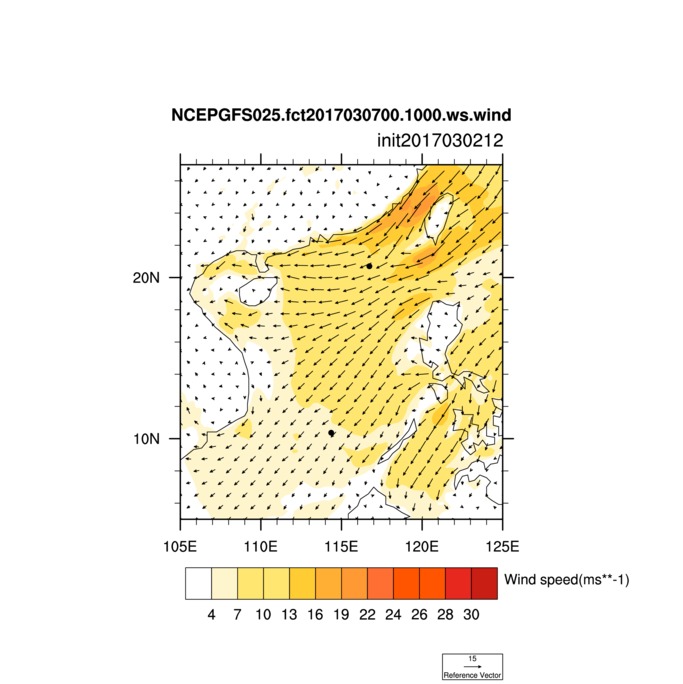 NCEPGFS025.fct2017030700.1000.ws.wind
init2017030212
20N
10N
105E 110E 115E 120E 125E
Wind speed(ms**-1)
4 7 10 13 16 19 22 24 26 28 30
15
Reference Vector